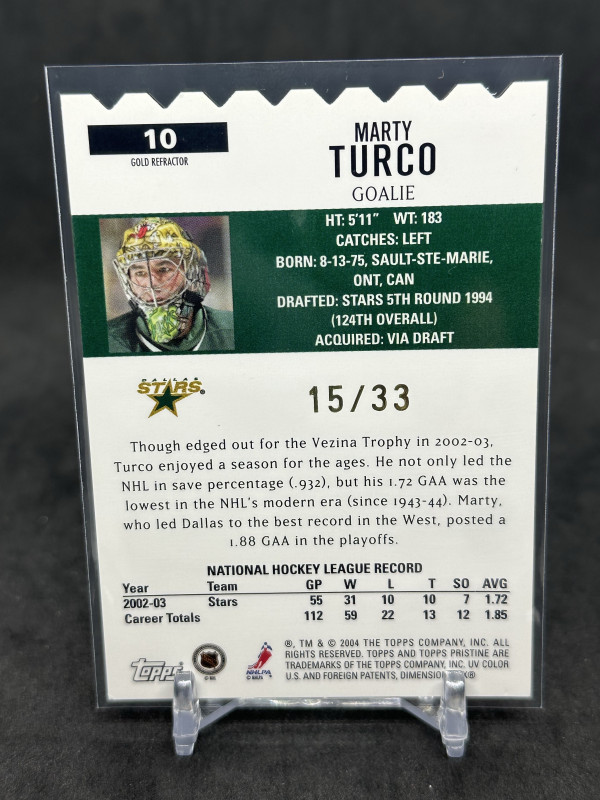 10
GOLD REFRACTOR
MARTY
TURCO
GOALIE
HT: 5'11" WT: 183
CATCHES: LEFT
BORN: 8-13-75, SAULT-STE-MARIE,
ONT, CAN
DRAFTED: STARS 5TH ROUND 1994
(124TH OVERALL)
ACQUIRED: VIA DRAFT
DALLAS
STARS
15/33
Though edged out for the Vezina Trophy in 2002-03,
Turco enjoyed a season for the ages. He not only led the
NHL in save percentage (.932), but his 1.72 GAA was the
lowest in the NHL's modern era (since 1943-44). Marty,
who led Dallas to the best record in the West, posted a
1.88 GAA in the playoffs.
NATIONAL HOCKEY LEAGUE RECORD
Year Team GP W L T SO AVG
2002-03 Stars 55 31 10 10 7 1.72
Career Totals 112 59 22 13 12 1.85
®, TM & © 2004 THE TOPPS COMPANY, INC. ALL
RIGHTS RESERVED. TOPPS AND TOPPS PRISTINE ARE
TRADEMARKS OF THE TOPPS COMPANY, INC. UV COLOR
U.S. AND FOREIGN PATENTS,
Topps
NHLPA